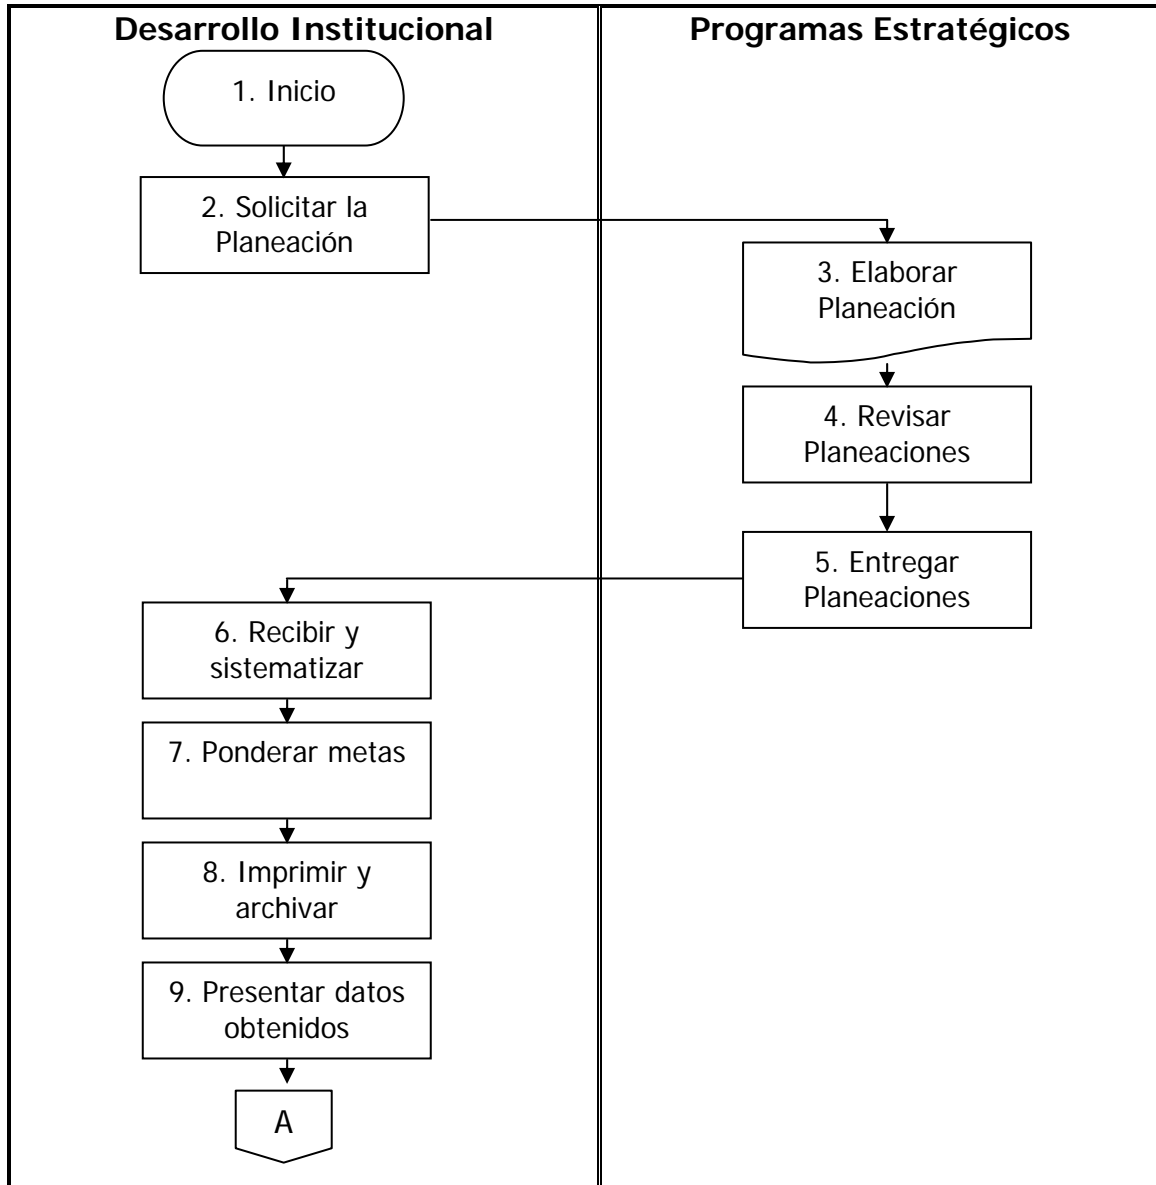 Desarrollo Institucional
Programas Estratégicos
1. Inicio
2. Solicitar la
Planeación
3. Elaborar
Planeación
4. Revisar
Planeaciones
5. Entregar
Planeaciones
6. Recibir y
sistematizar
7. Ponderar metas
8. Imprimir y
archivar
9. Presentar datos
obtenidos
A